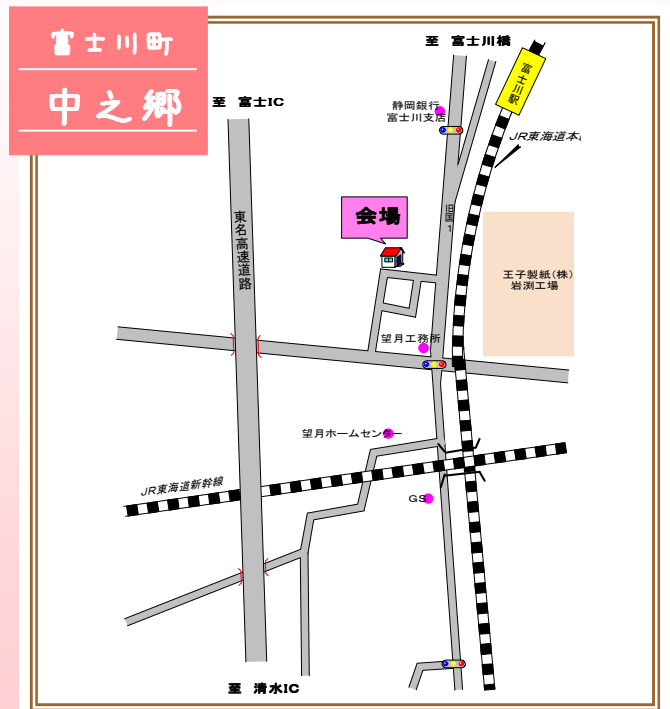 富士川町
中之郷
至 富士川橋
至 富士IC
富士川駅
静岡銀行
富士川支店
JR東海道本
会場
旧国1
東名高速道路
王子製紙(株)
岩渕工場
望月工務所
望月ホームセンター
JR東海道新幹線
GS
至 清水IC